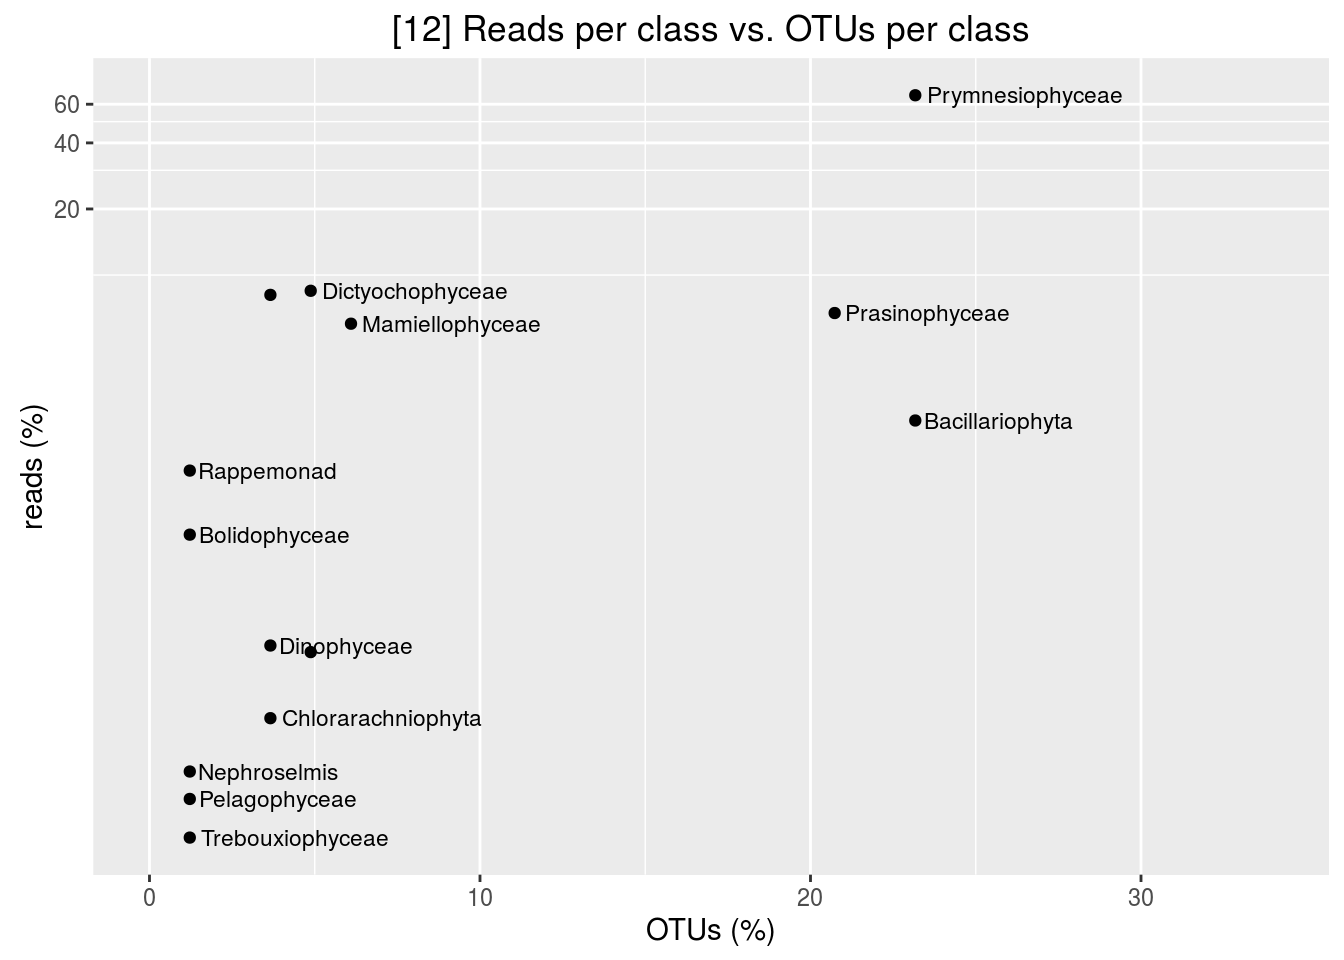 [12] Reads per class vs. OTUs per class
60
40
20
reads (%)
Prymnesiophyceae
Dictyochophyceae
Prasinophyceae
Mamiellophyceae
Bacillariophyta
Rappemonad
Bolidophyceae
Dinophyceae
Chlorarachniophyta
Nephroselmis
Pelagophyceae
Trebouxiophyceae
0 10 20 30
OTUs (%)